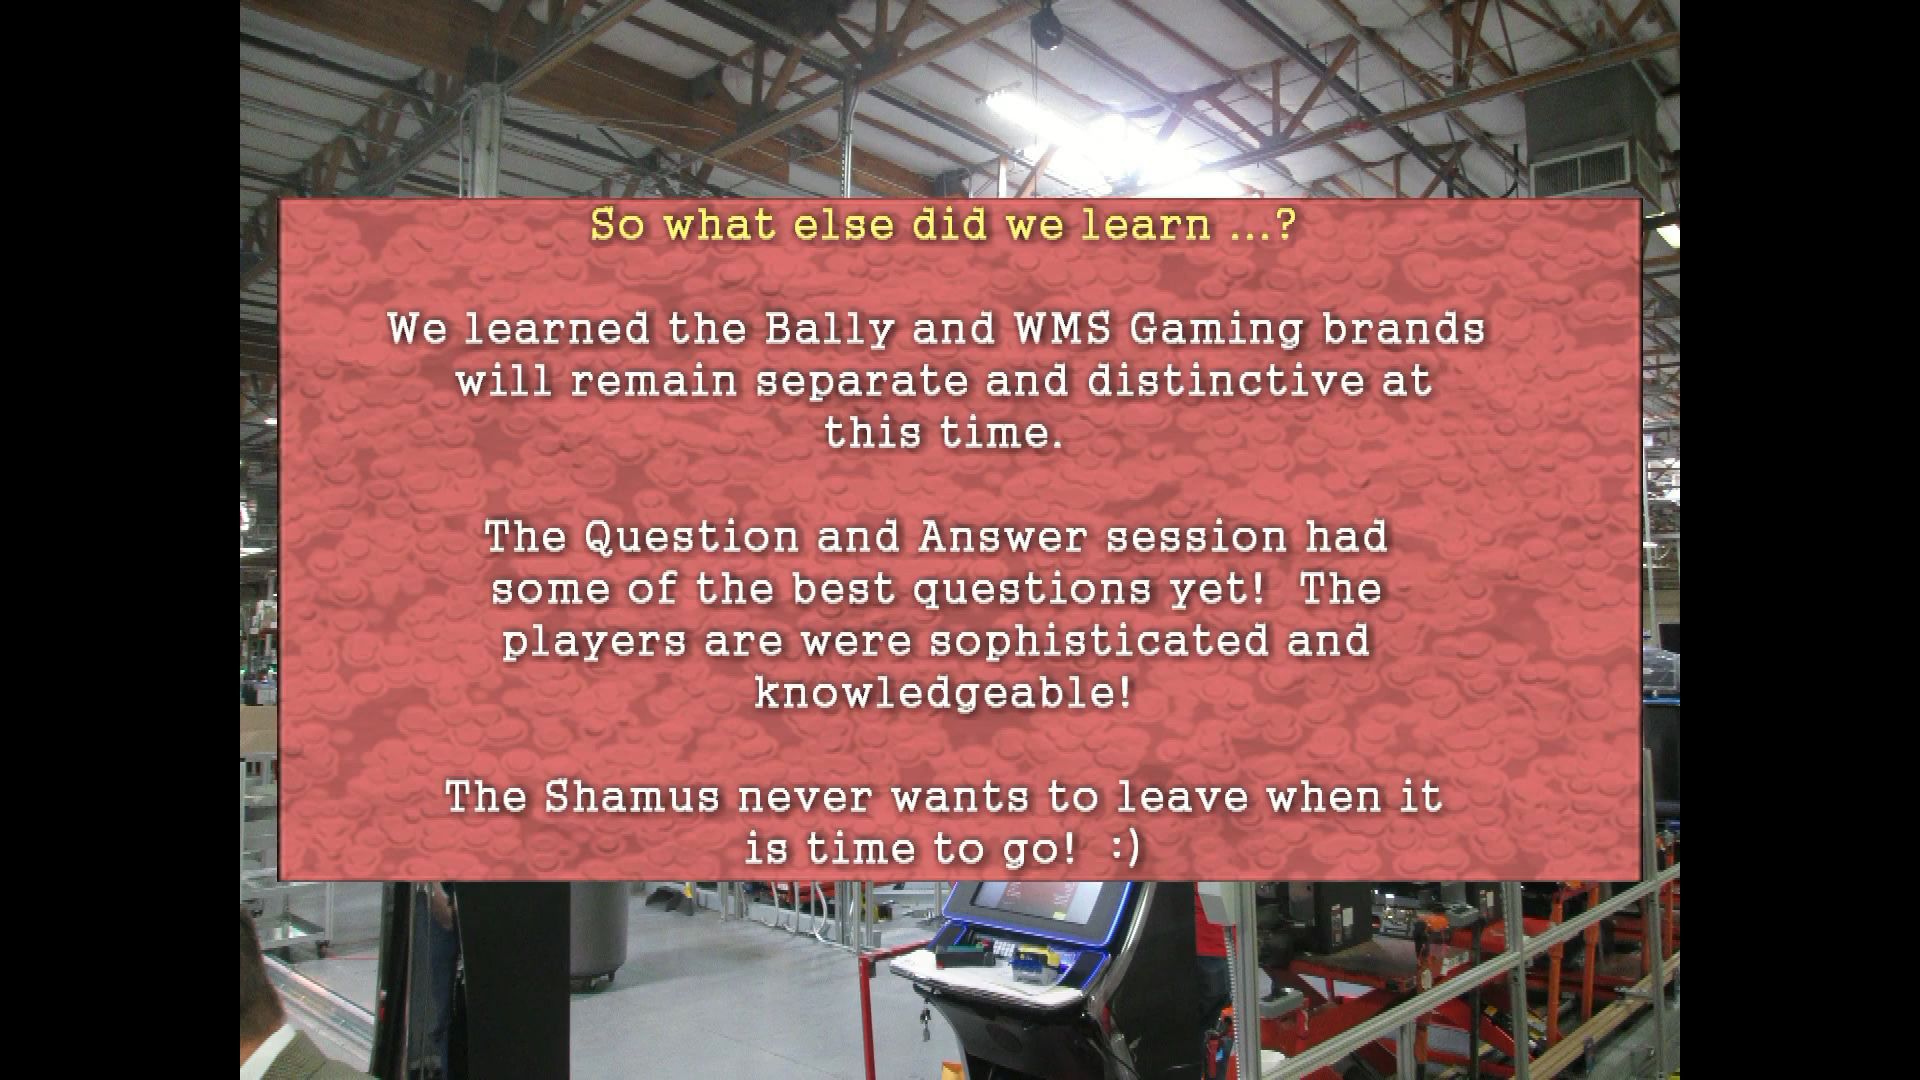 So what else did we learn ...?
We learned the Bally and WMS Gaming brands
will remain separate and distinctive at
this time.
The Question and Answer session had
some of the best questions yet!  The
players are were sophisticated and
knowledgeable!
The Shamus never wants to leave when it
is time to go!  :)